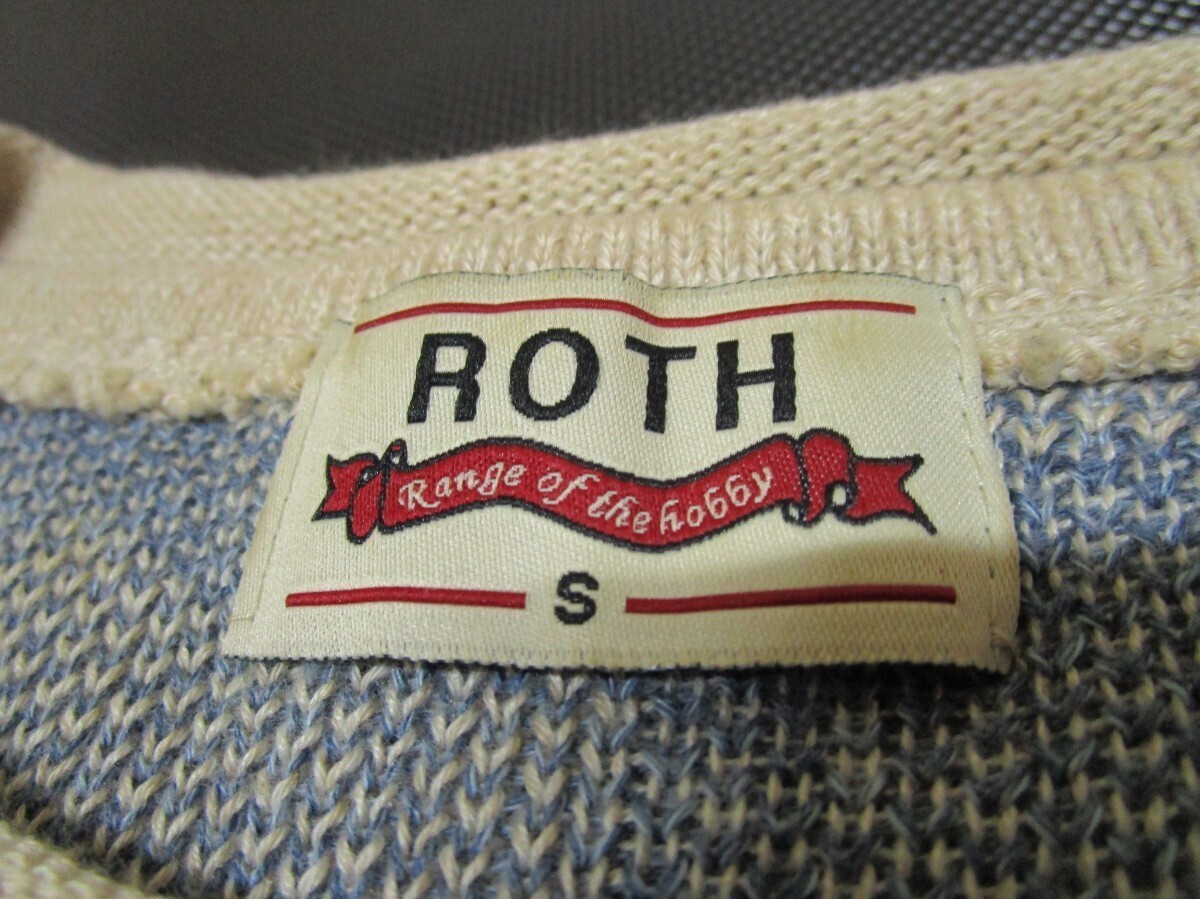 ROTH
Range of the hobby
S